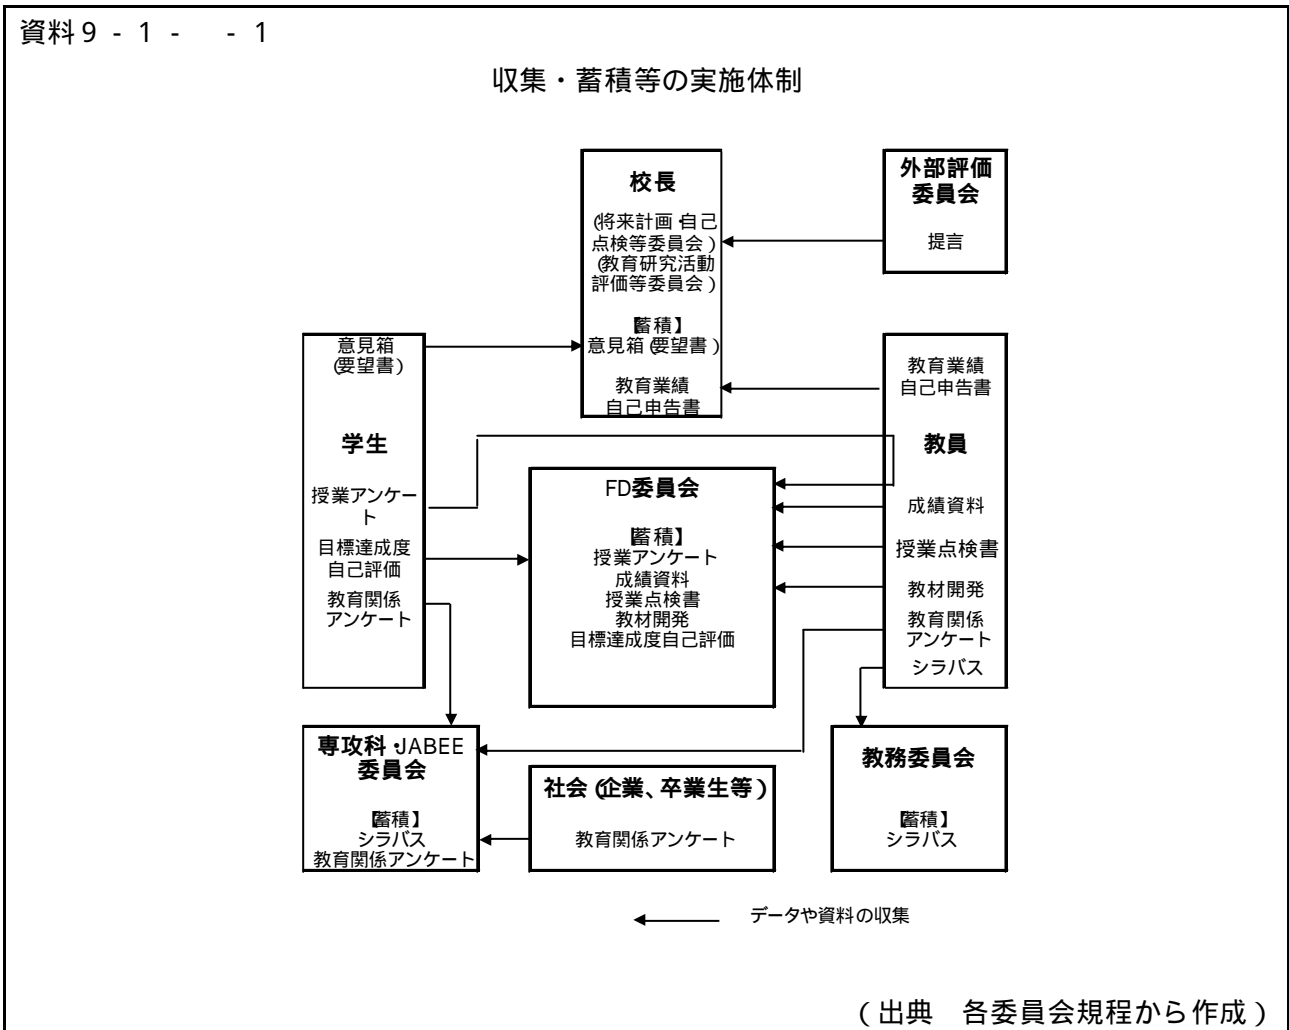 資料9-1- -1
収集・蓄積等の実施体制
校長
(将来計画・自己
点検等委員会)
(教育研究活動
評価等委員会)
【蓄積】
意見箱(要望書)
教育業績
自己申告書
外部評価
委員会
提言
意見箱
(要望書)
学生
授業アンケー
ト
目標達成度
自己評価
教育関係
アンケート
FD委員会
【蓄積】
授業アンケート
成績資料
授業点検書
教材開発
目標達成度自己評価
教育業績
自己申告書
教員
成績資料
授業点検書
教材開発
教育関係
アンケート
シラバス
専攻科・JABEE
委員会
【蓄積】
シラバス
教育関係アンケート
社会(企業、卒業生等)
教育関係アンケート
教務委員会
【蓄積】
シラバス
データや資料の収集
(出典 各委員会規程から作成)